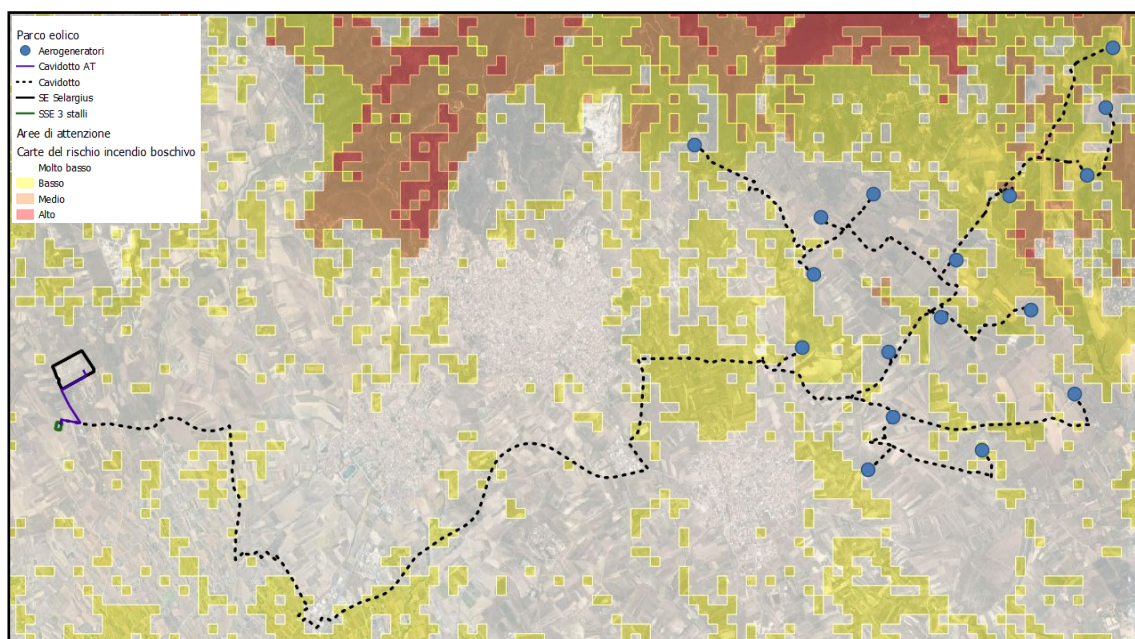 Parco eolico
Aerogeneratori
Cavidotto AT
Cavidotto
SE Selargius
SSE 3 stalli
Aree di attenzione
Carte del rischio incendio boschivo
Molto basso
Basso
Medio
Alto